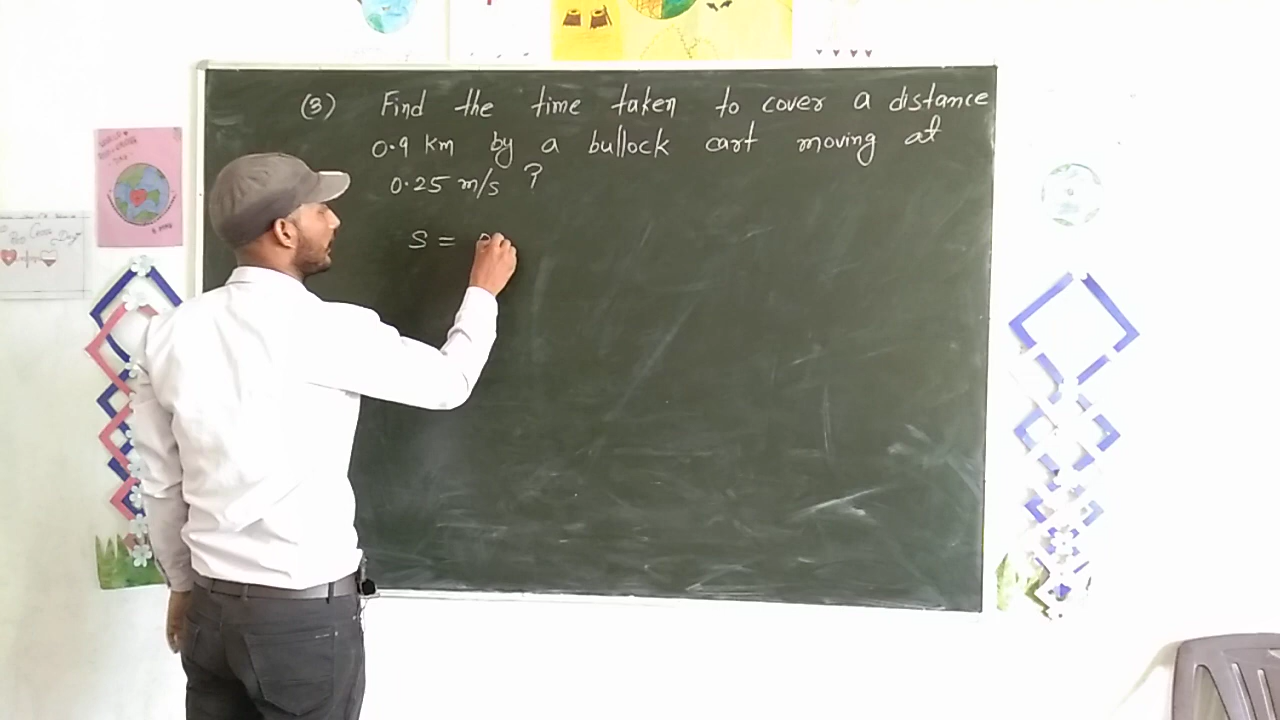 (3) Find the time taken to cover a distance
0.9 km by a bullock cart moving at
0.25 m/s ?
S =